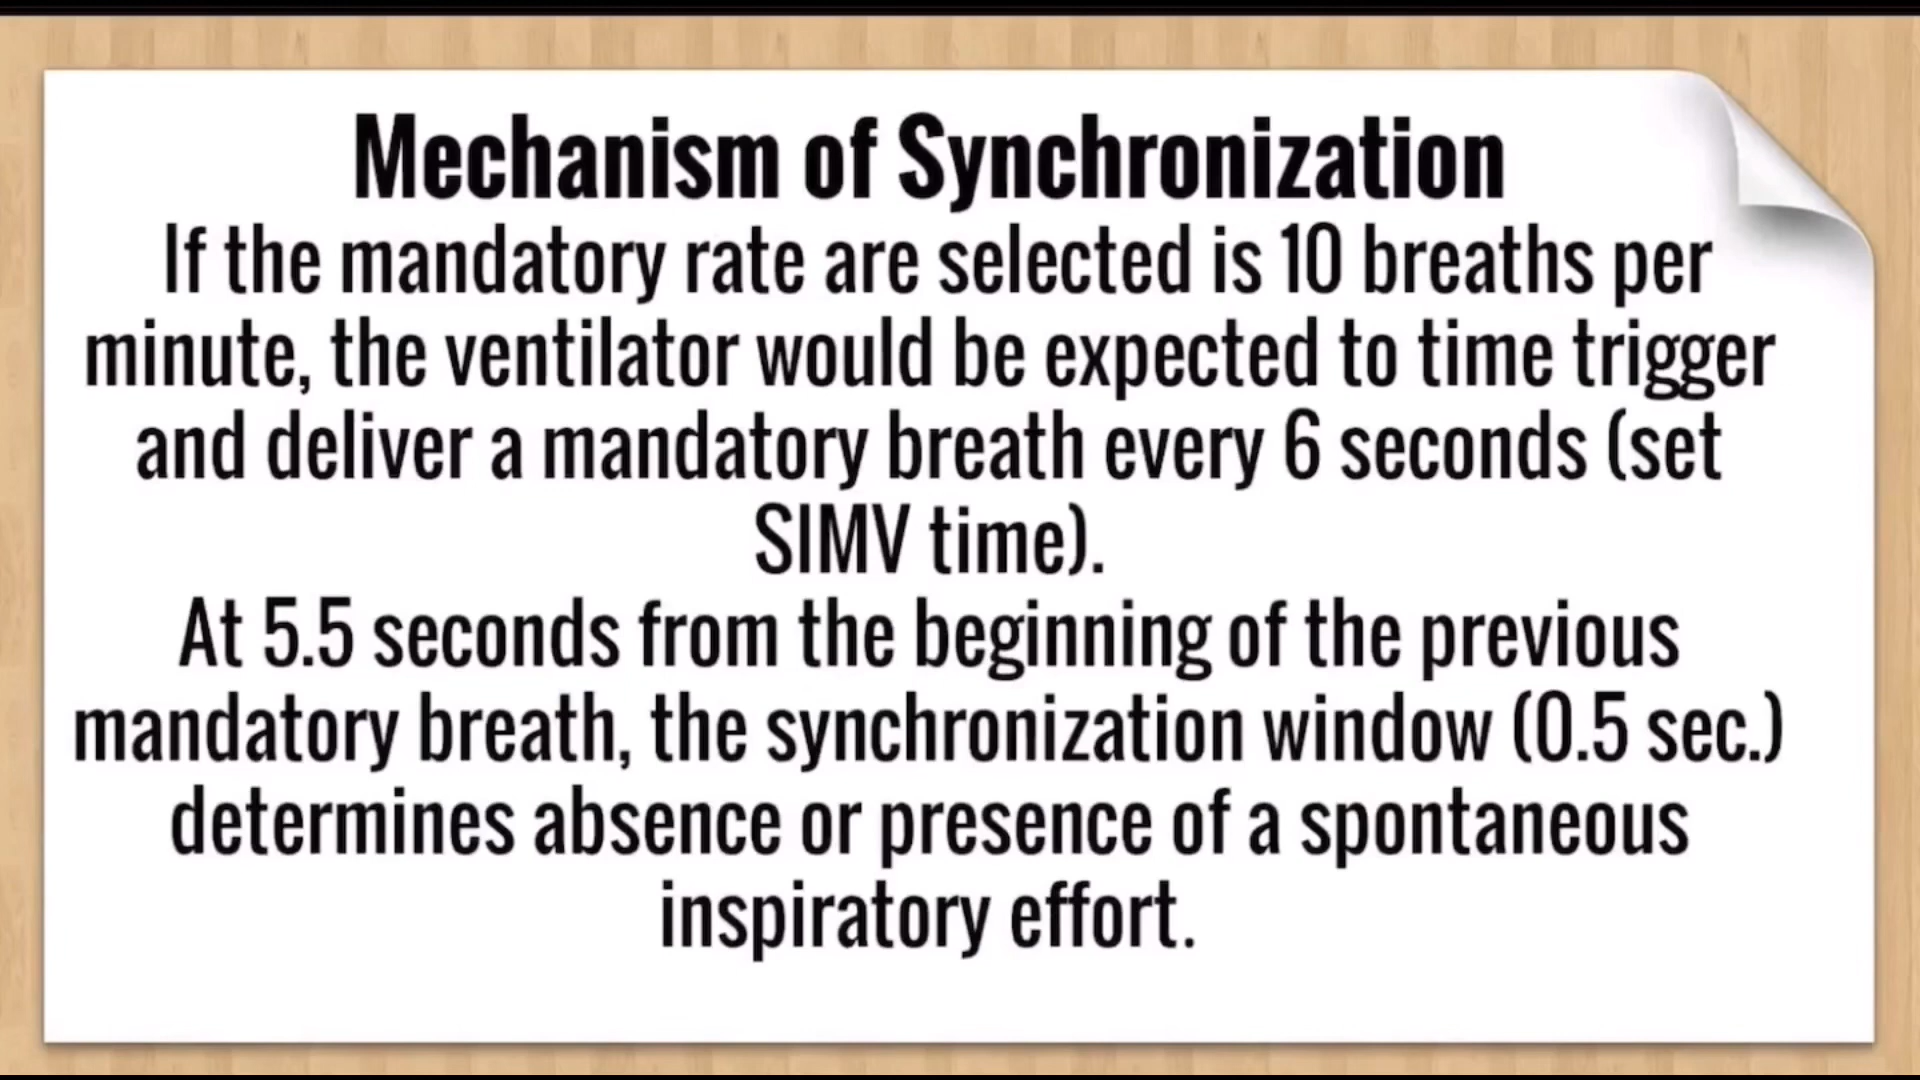 Mechanism of Synchronization
If the mandatory rate are selected is 10 breaths per
minute, the ventilator would be expected to time trigger
and deliver a mandatory breath every 6 seconds (set
SIMV time).
At 5.5 seconds from the beginning of the previous
mandatory breath, the synchronization window (0.5 sec.)
determines absence or presence of a spontaneous
inspiratory effort.